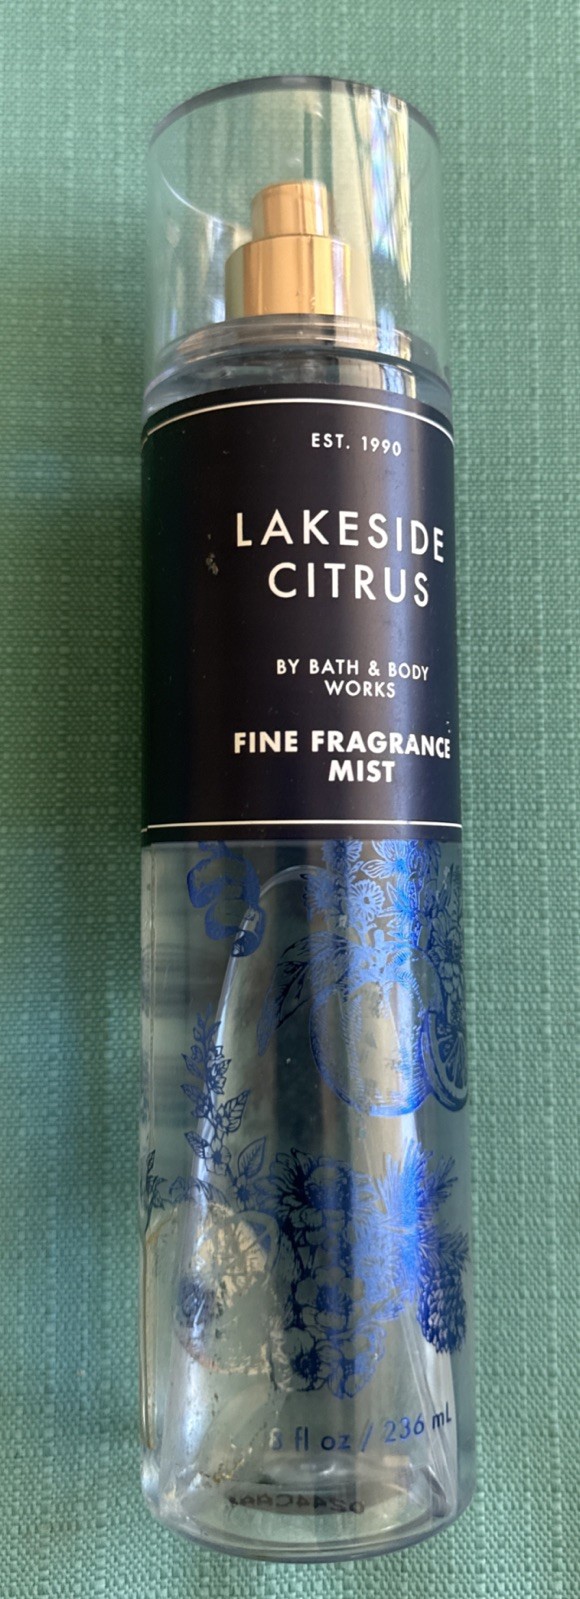 EST. 1990
LAKESIDE
CITRUS
BY BATH & BODY
WORKS
FINE FRAGRANCE
MIST
8 fl oz / 236 mL